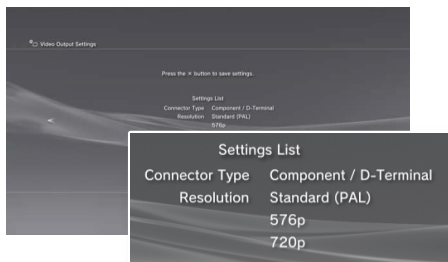 Video Output Settings
Press the × button to save settings.
Settings List
Connector Type Component / D-Terminal
Resolution Standard (PAL)
576p
Settings List
Connector Type Component / D-Terminal
Resolution Standard (PAL)
576p
720p